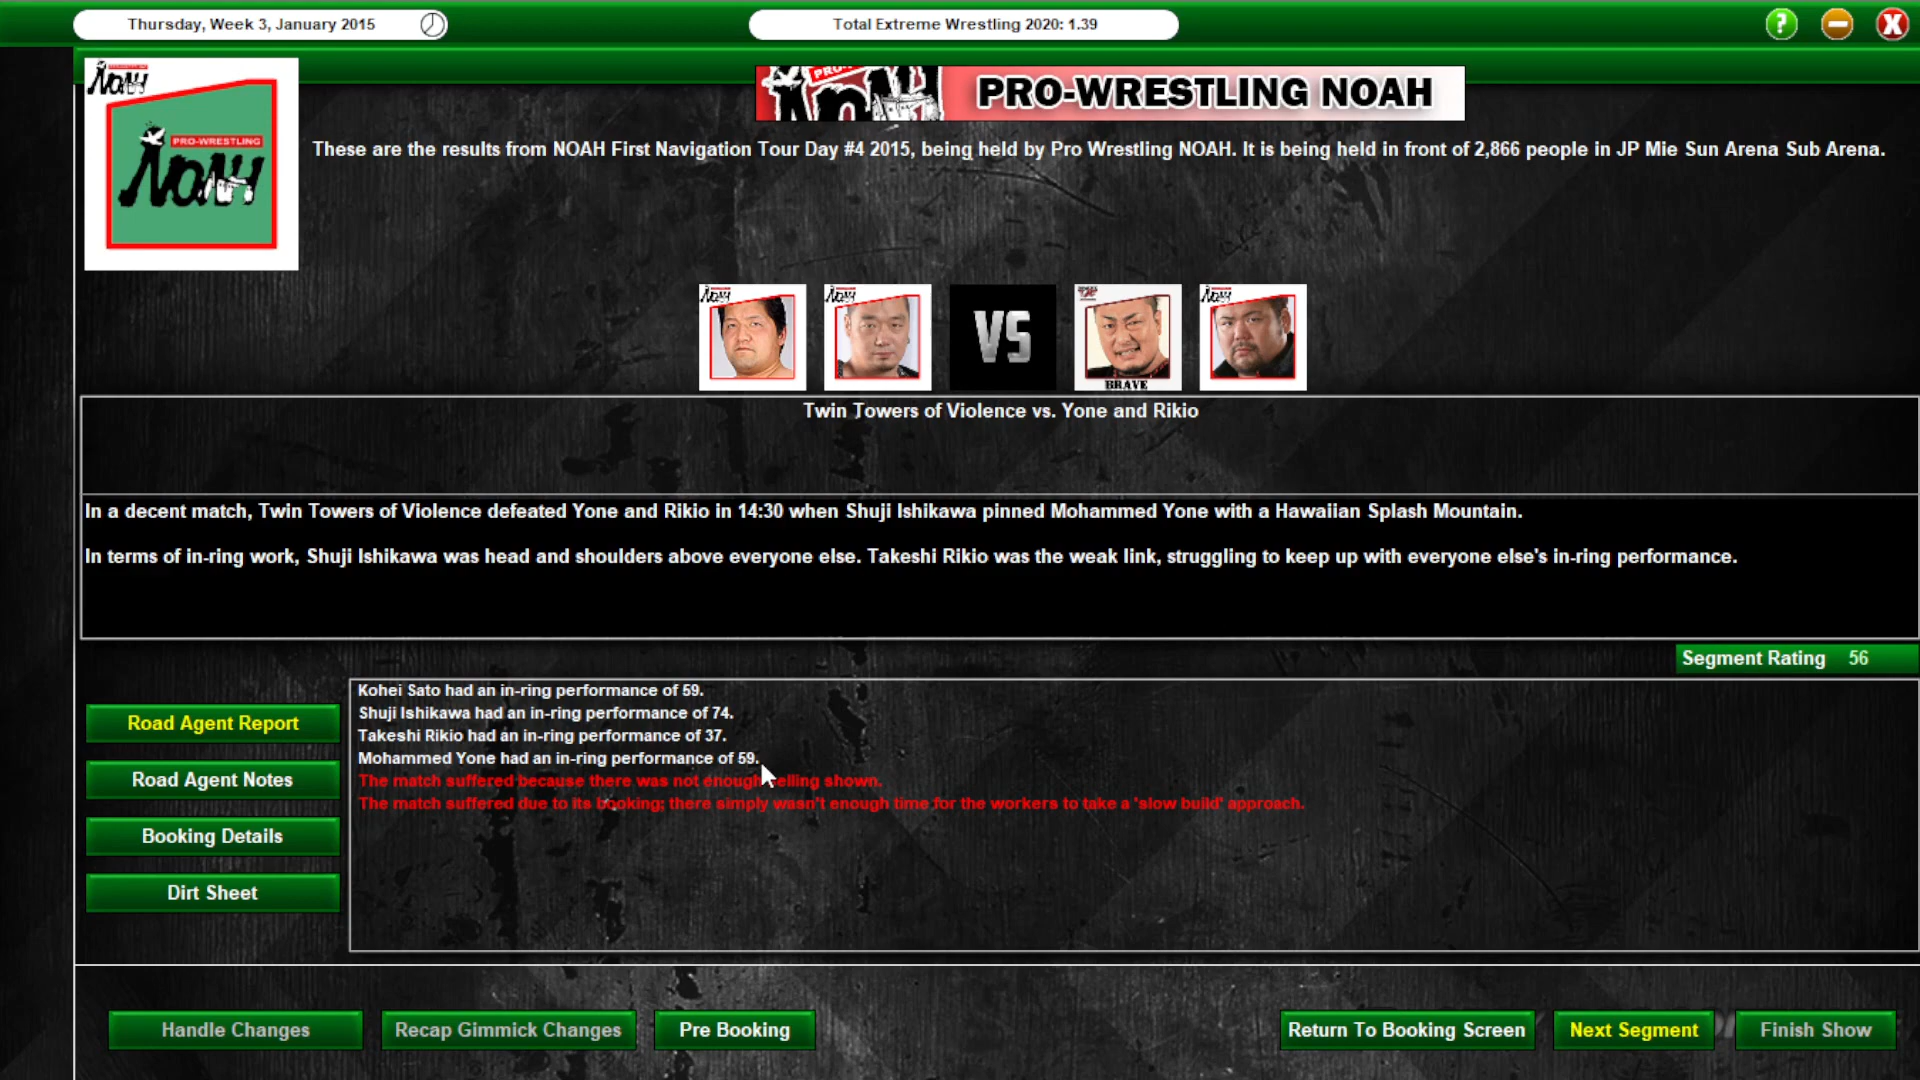 Thursday, Week 3, January 2015
Total Extreme Wrestling 2020: 1.39
?
X
NOAH
PRO-WRESTLING
NOAH
PRO-WRESTLING NOAH
These are the results from NOAH First Navigation Tour Day #4 2015, being held by Pro Wrestling NOAH. It is being held in front of 2,866 people in JP Mie Sun Arena Sub Arena.
NOAH
NOAH
VS
BRAVE
NOAH
Twin Towers of Violence vs. Yone and Rikio
In a decent match, Twin Towers of Violence defeated Yone and Rikio in 14:30 when Shuji Ishikawa pinned Mohammed Yone with a Hawaiian Splash Mountain.
In terms of in-ring work, Shuji Ishikawa was head and shoulders above everyone else. Takeshi Rikio was the weak link, struggling to keep up with everyone else's in-ring performance.
Segment Rating 56
Road Agent Report
Road Agent Notes
Booking Details
Dirt Sheet
Kohei Sato had an in-ring performance of 59.
Shuji Ishikawa had an in-ring performance of 74.
Takeshi Rikio had an in-ring performance of 37.
Mohammed Yone had an in-ring performance of 59.
The match suffered because there was not enough selling shown.
The match suffered due to its booking; there simply wasn't enough time for the workers to take a 'slow build' approach.
Handle Changes
Recap Gimmick Changes
Pre Booking
Return To Booking Screen
Next Segment
Finish Show